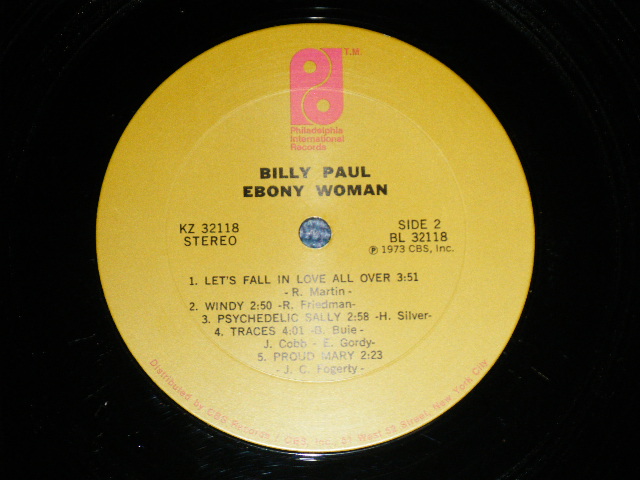 T.M.
Philadelphia
International
Records
BILLY PAUL
EBONY WOMAN
KZ 32118
STEREO
SIDE 2
BL 32118
℗ 1973 CBS, Inc.
1. LET'S FALL IN LOVE ALL OVER 3:51
- R. Martin -
2. WINDY 2:50 -R. Friedman-
3. PSYCHEDELIC SALLY 2:58 -H. Silver-
4. TRACES 4:01 -B. Buie-
J. Cobb - E. Gordy-
5. PROUD MARY 2:23
- J. C. Fogerty -
Distributed by CBS Records / CBS, Inc., 51 West 52 Street, New York City